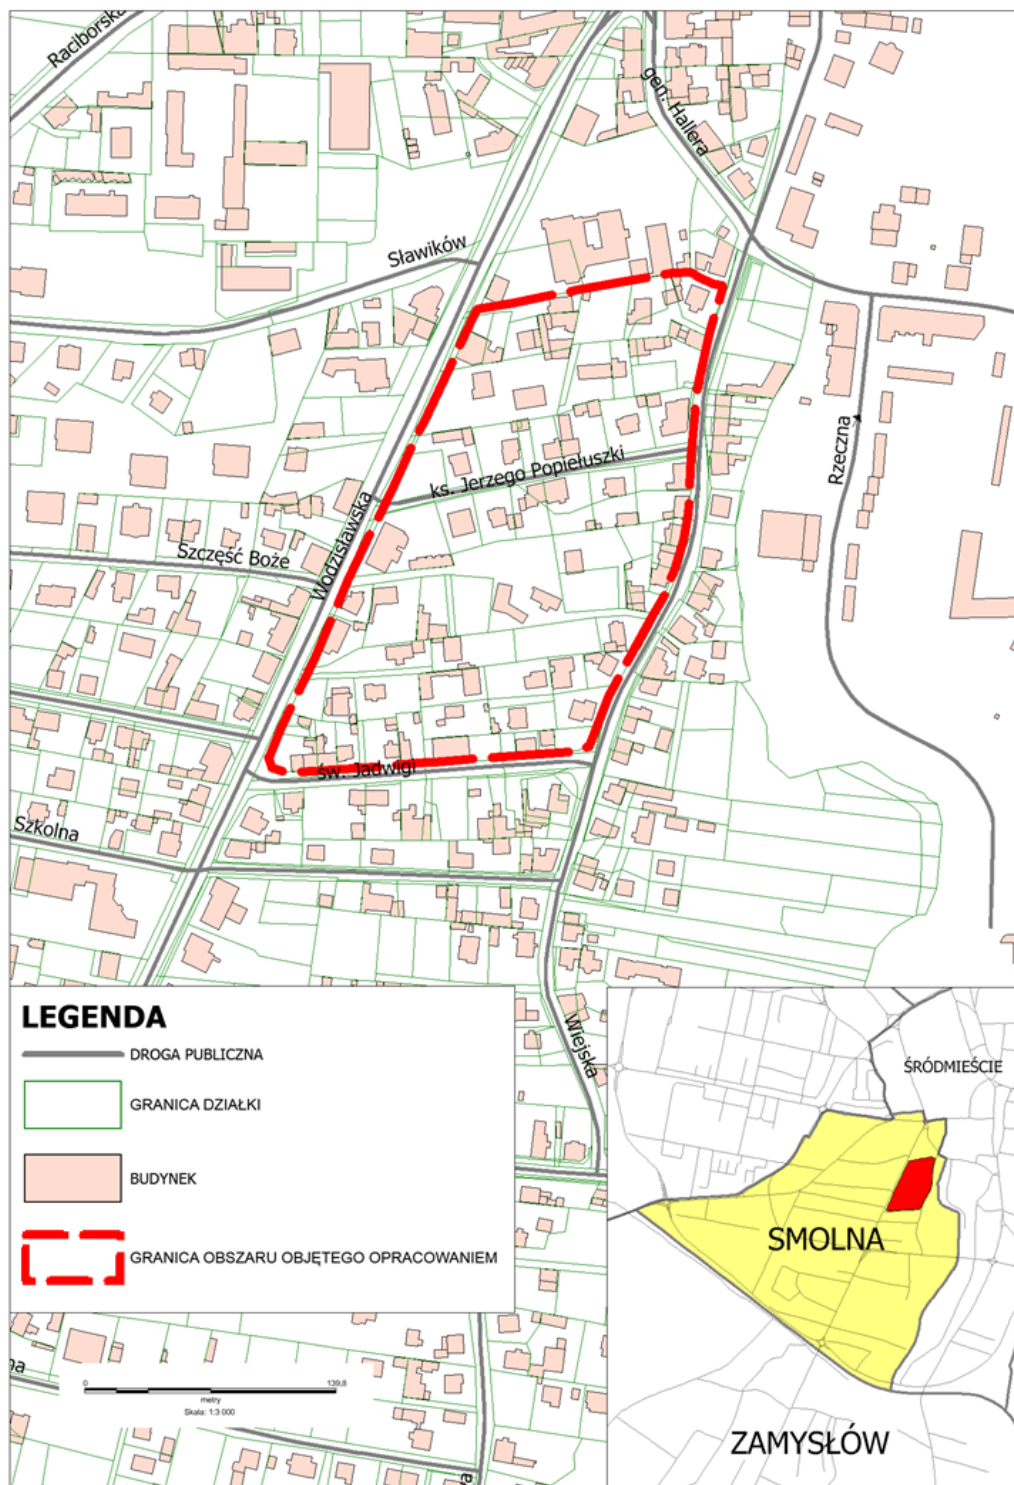 Raciborska
gen. Hallera
Sławików
Rzeczna
ks. Jerzego Popiełuszki
Wodzisławska
Szczęść Boże
św. Jadwigi
Szkolna
Wiejska
LEGENDA
DROGA PUBLICZNA
GRANICA DZIAŁKI
BUDYNEK
GRANICA OBSZARU OBJĘTEGO OPRACOWANIEM
ŚRÓDMIEŚCIE
SMOLNA
ZAMYSŁÓW
na
0 139,8
metry
Skala: 1:3 000
a